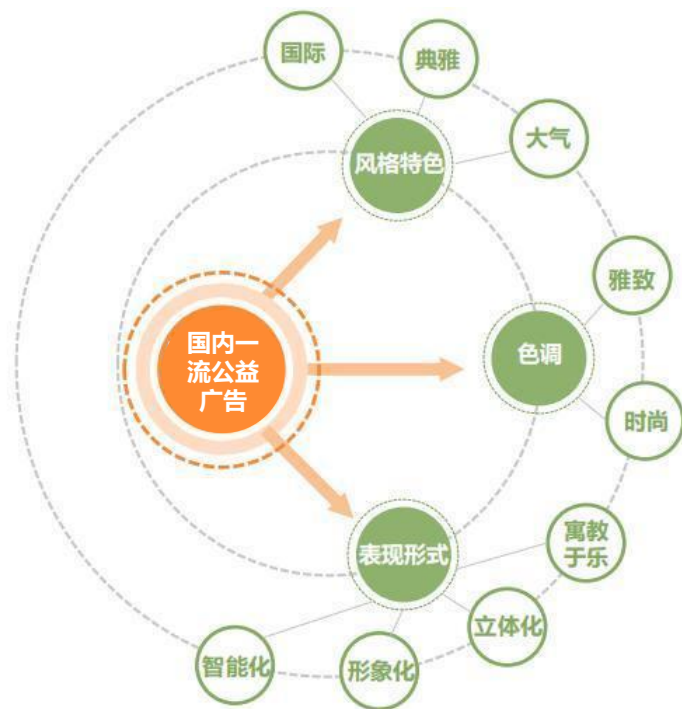 国际
典雅
大气
风格特色
雅致
国内一
流公益
广告
色调
时尚
寓教
于乐
表现形式
立体化
智能化
形象化